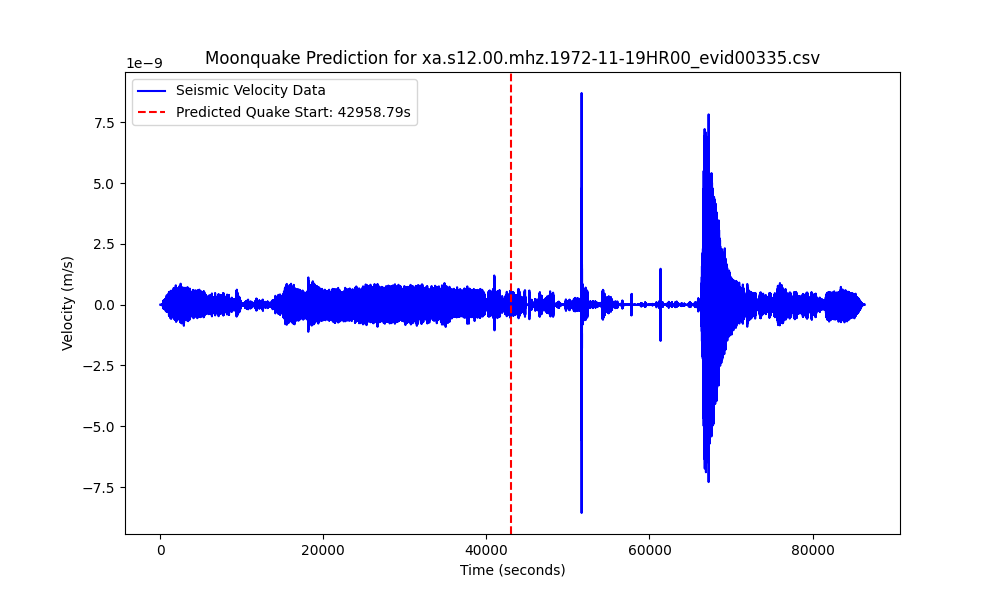 Moonquake Prediction for xa.s12.00.mhz.1972-11-19HR00_evid00335.csv
1e−9
Seismic Velocity Data
Predicted Quake Start: 42958.79s
7.5
5.0
2.5
0.0
−2.5
−5.0
−7.5
Velocity (m/s)
0 20000 40000 60000 80000
Time (seconds)